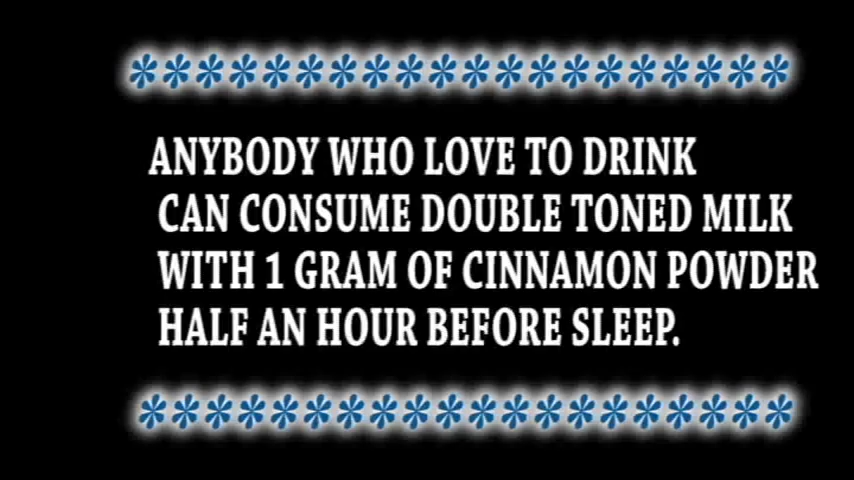 ANYBODY WHO LOVE TO DRINK
CAN CONSUME DOUBLE TONED MILK
WITH 1 GRAM OF CINNAMON POWDER
HALF AN HOUR BEFORE SLEEP.